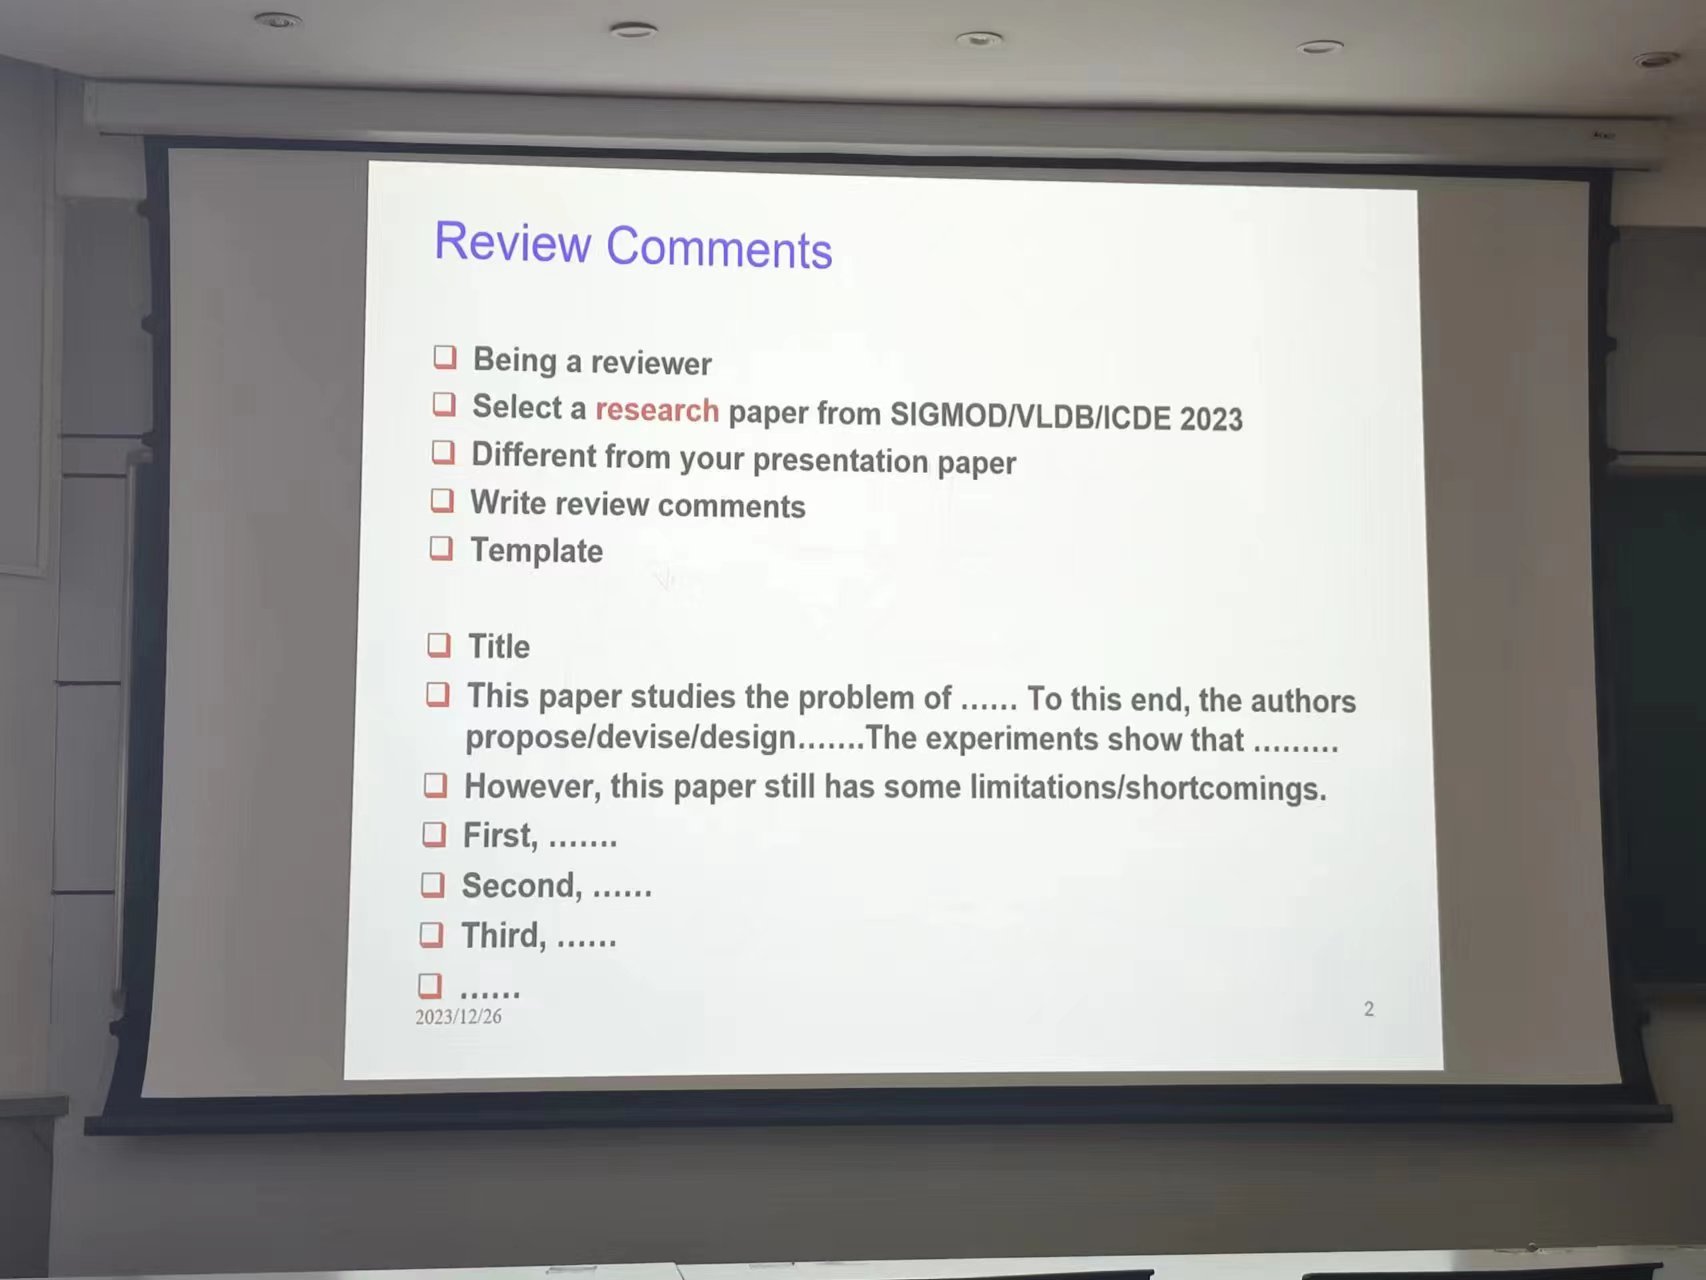 Review Comments
Being a reviewer
Select a research paper from SIGMOD/VLDB/ICDE 2023
Different from your presentation paper
Write review comments
Template
Title
This paper studies the problem of ...... To this end, the authors
propose/devise/design.......The experiments show that .........
However, this paper still has some limitations/shortcomings.
First, .......
Second, ......
Third, ......
......
2023/12/26
2